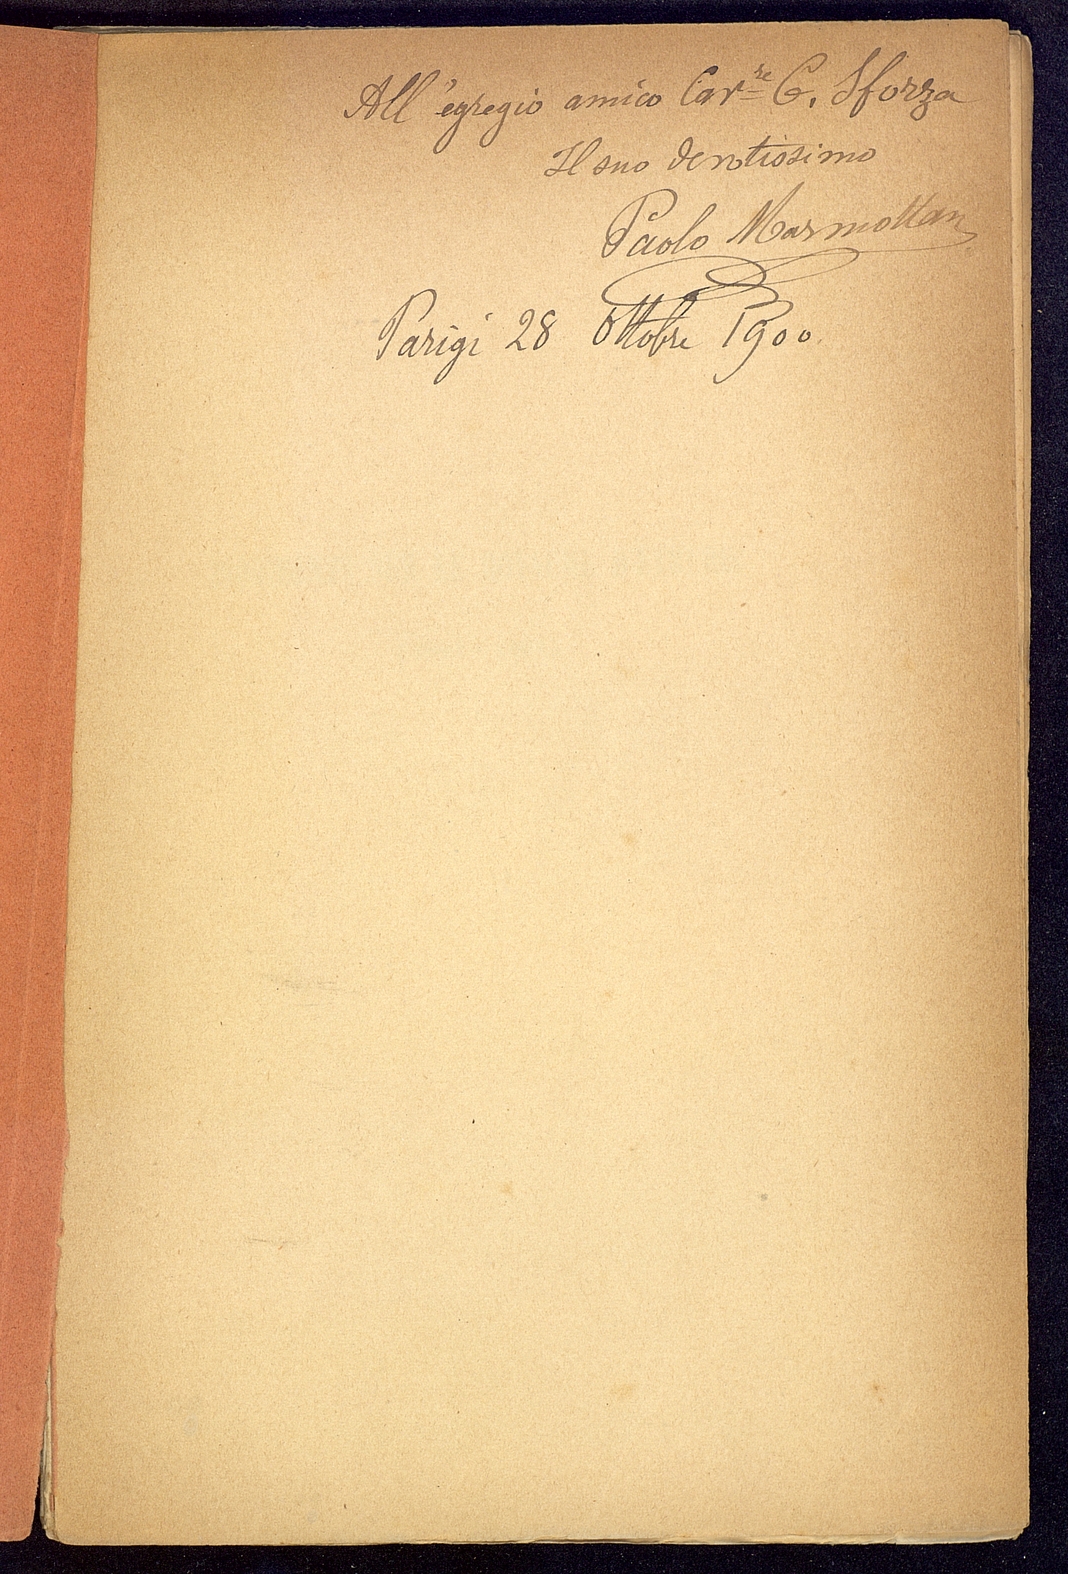 All'egregio amico Cav^re G. Sforza
Il suo devotissimo
Paolo Marmottan
Parigi 28 Ottobre 1900.